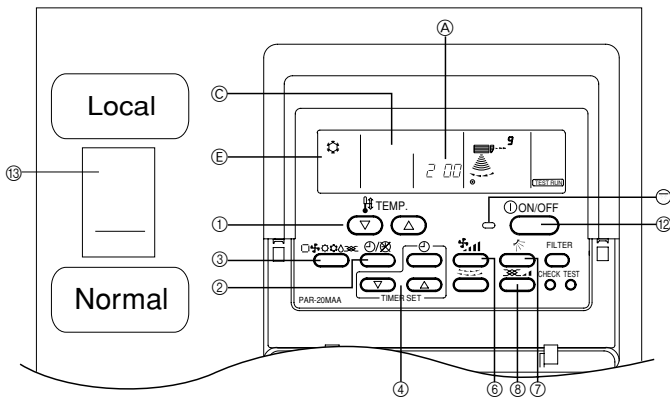 Local
Normal
Ⓐ
Ⓒ
Ⓔ
⑬
9
2 00
TEST RUN
TEMP.
ON/OFF
①
⑫
③
②
FILTER
CHECK TEST
PAR-20MAA
TIMER SET
④
⑥
⑧
⑦